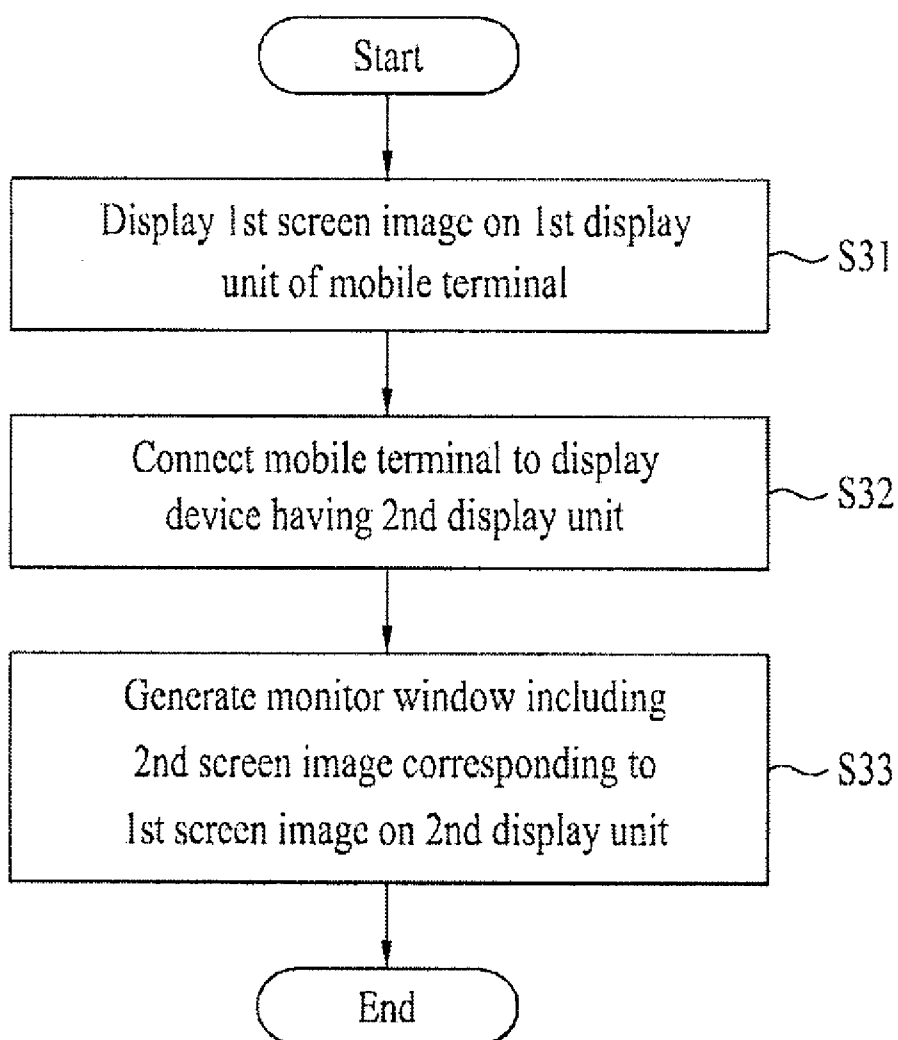 Start
Display 1st screen image on 1st display
unit of mobile terminal
S31
Connect mobile terminal to display
device having 2nd display unit
S32
Generate monitor window including
2nd screen image corresponding to
1st screen image on 2nd display unit
S33
End